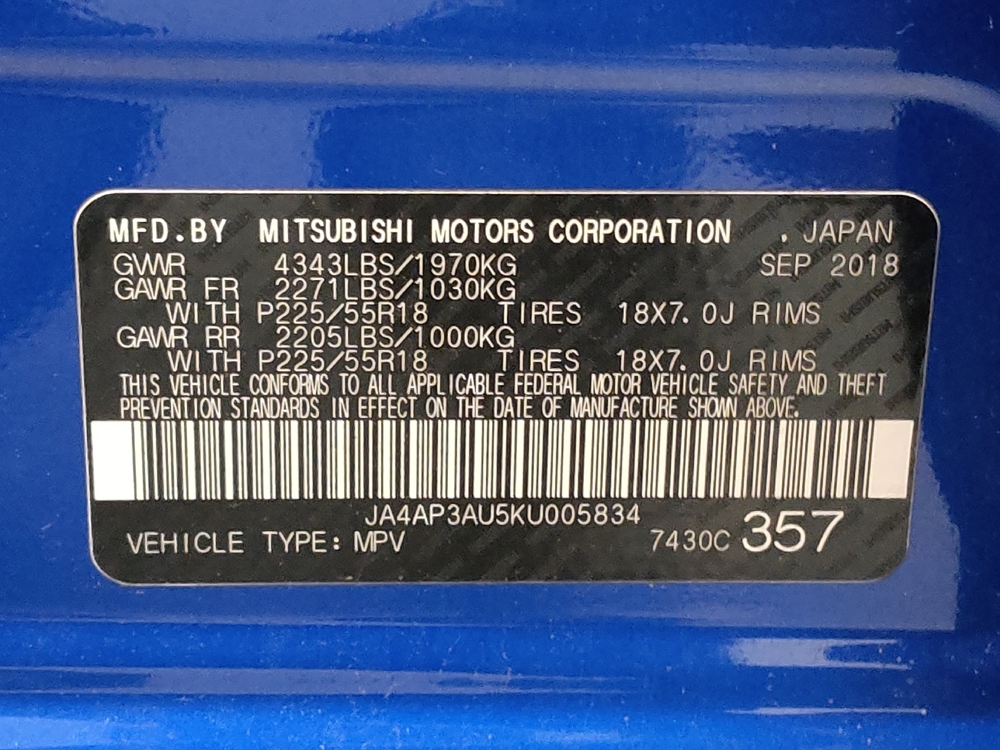 MFD.BY MITSUBISHI MOTORS CORPORATION . JAPAN
GVWR 4343LBS/1970KG SEP 2018
GAWR FR 2271LBS/1030KG
WITH P225/55R18 TIRES 18X7.0J RIMS
GAWR RR 2205LBS/1000KG
WITH P225/55R18 TIRES 18X7.0J RIMS
THIS VEHICLE CONFORMS TO ALL APPLICABLE FEDERAL MOTOR VEHICLE SAFETY AND THEFT
PREVENTION STANDARDS IN EFFECT ON THE DATE OF MANUFACTURE SHOWN ABOVE.
JA4AP3AU5KU005834
VEHICLE TYPE: MPV 7430C 357